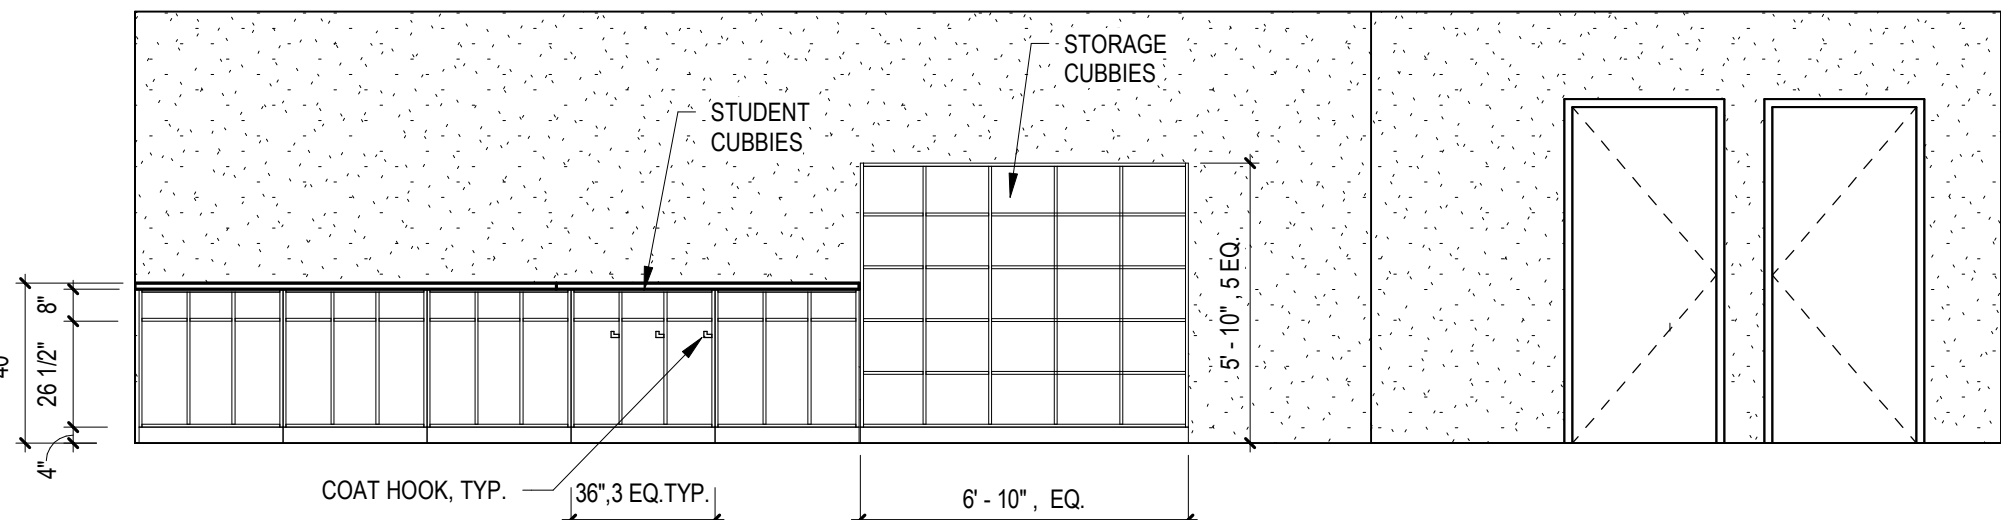 STORAGE
CUBBIES
STUDENT
CUBBIES
8"
26 1/2"
4"
5' - 10" , 5 EQ.
COAT HOOK, TYP.
36",3 EQ.TYP.
6' - 10" , EQ.